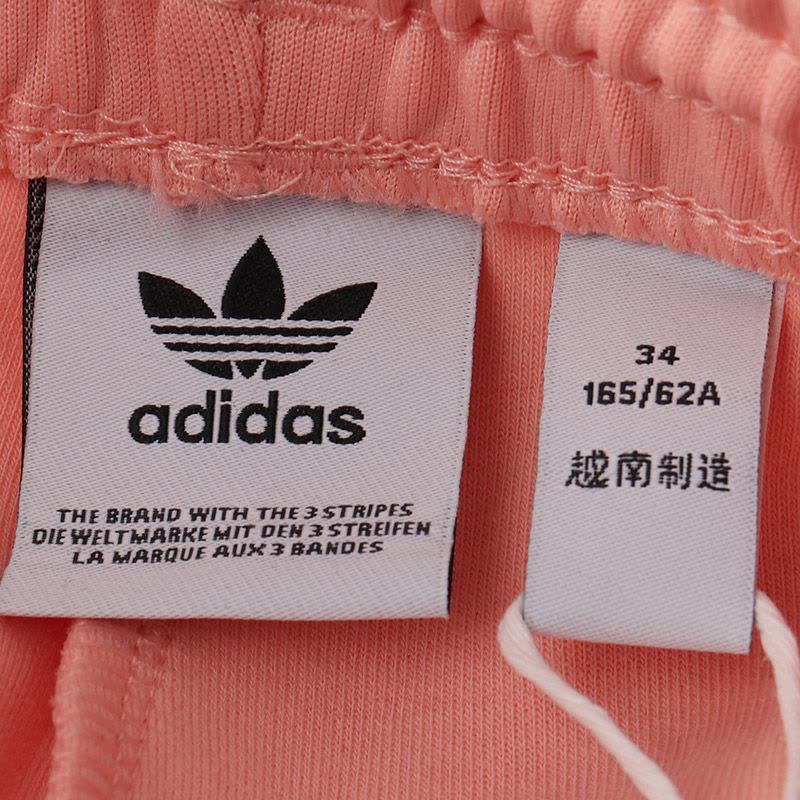 adidas
THE BRAND WITH THE 3 STRIPES
DIE WELTMARKE MIT DEN 3 STREIFEN
LA MARQUE AUX 3 BANDES
34
165/62A
越南制造